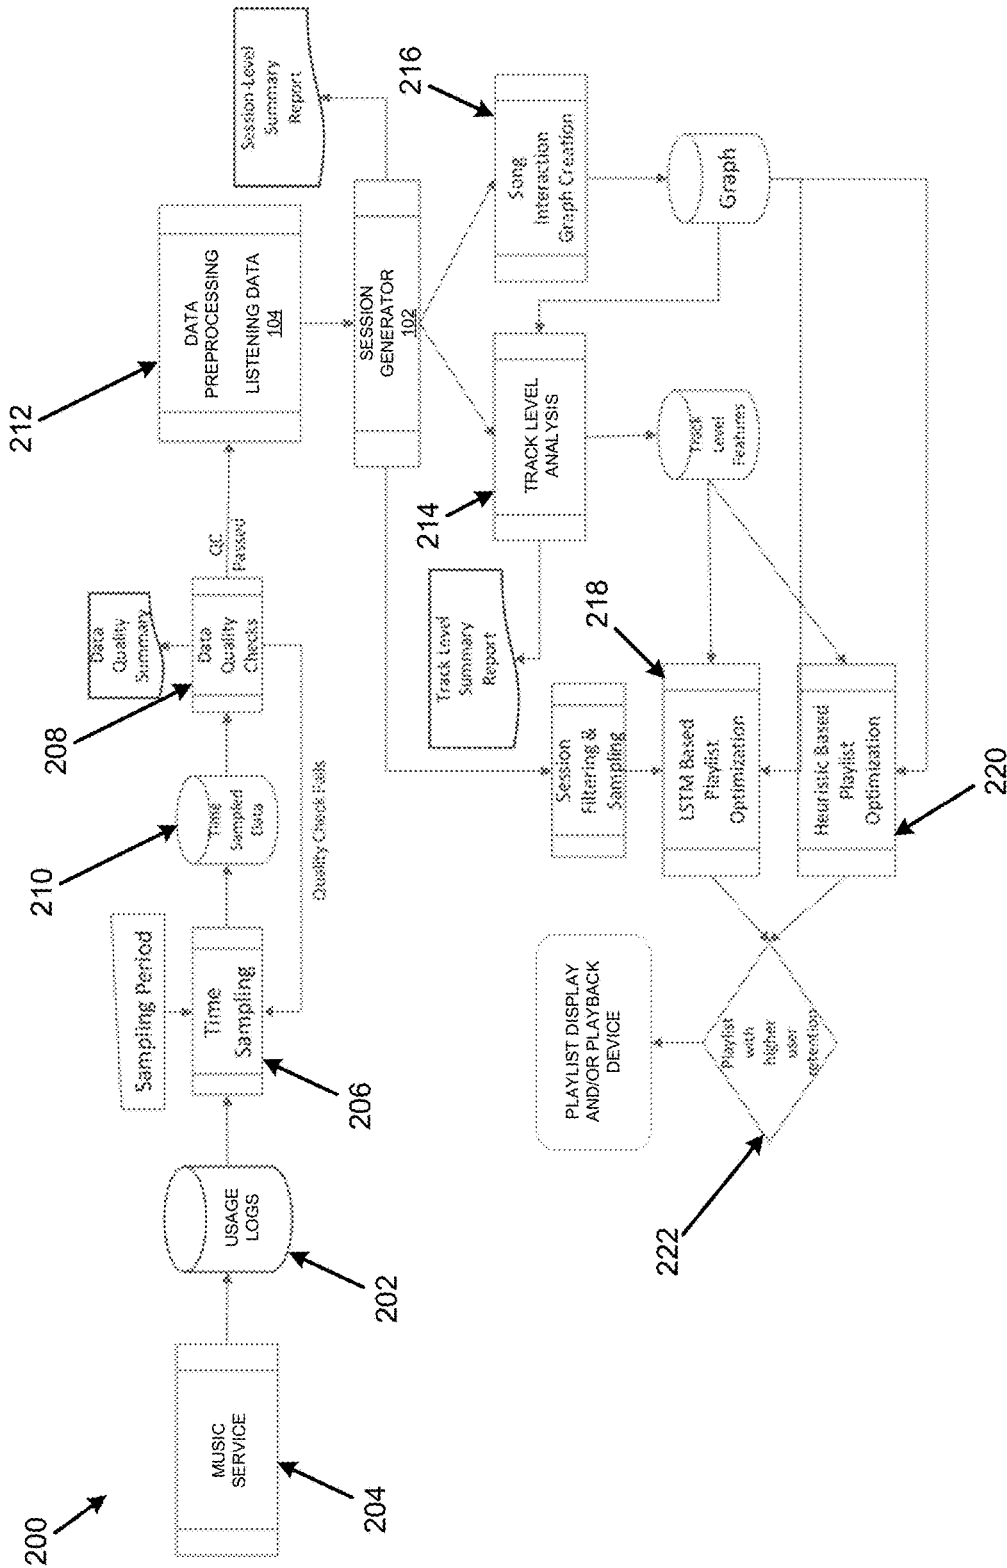 200
MUSIC
SERVICE
204
USAGE
LOGS
202
Sampling Period
Time
Sampling
206
Time
Sampled
Data
210
Data
Quality
Checks
208
Data
Quality
Summary
Quality Check Fails
QC
Passed
DATA
PREPROCESSING
LISTENING DATA
104
212
SESSION
GENERATOR
102
Session-Level
Summary
Report
Song
Interaction
Graph Creation
216
Graph
TRACK LEVEL
ANALYSIS
214
Track Level
Summary
Report
Track
Level
Features
Session
Filtering &
Sampling
LSTM Based
Playlist
Optimization
218
Heuristic Based
Playlist
Optimization
220
Playlist
with
higher
user
retention
222
PLAYLIST DISPLAY
AND/OR PLAYBACK
DEVICE